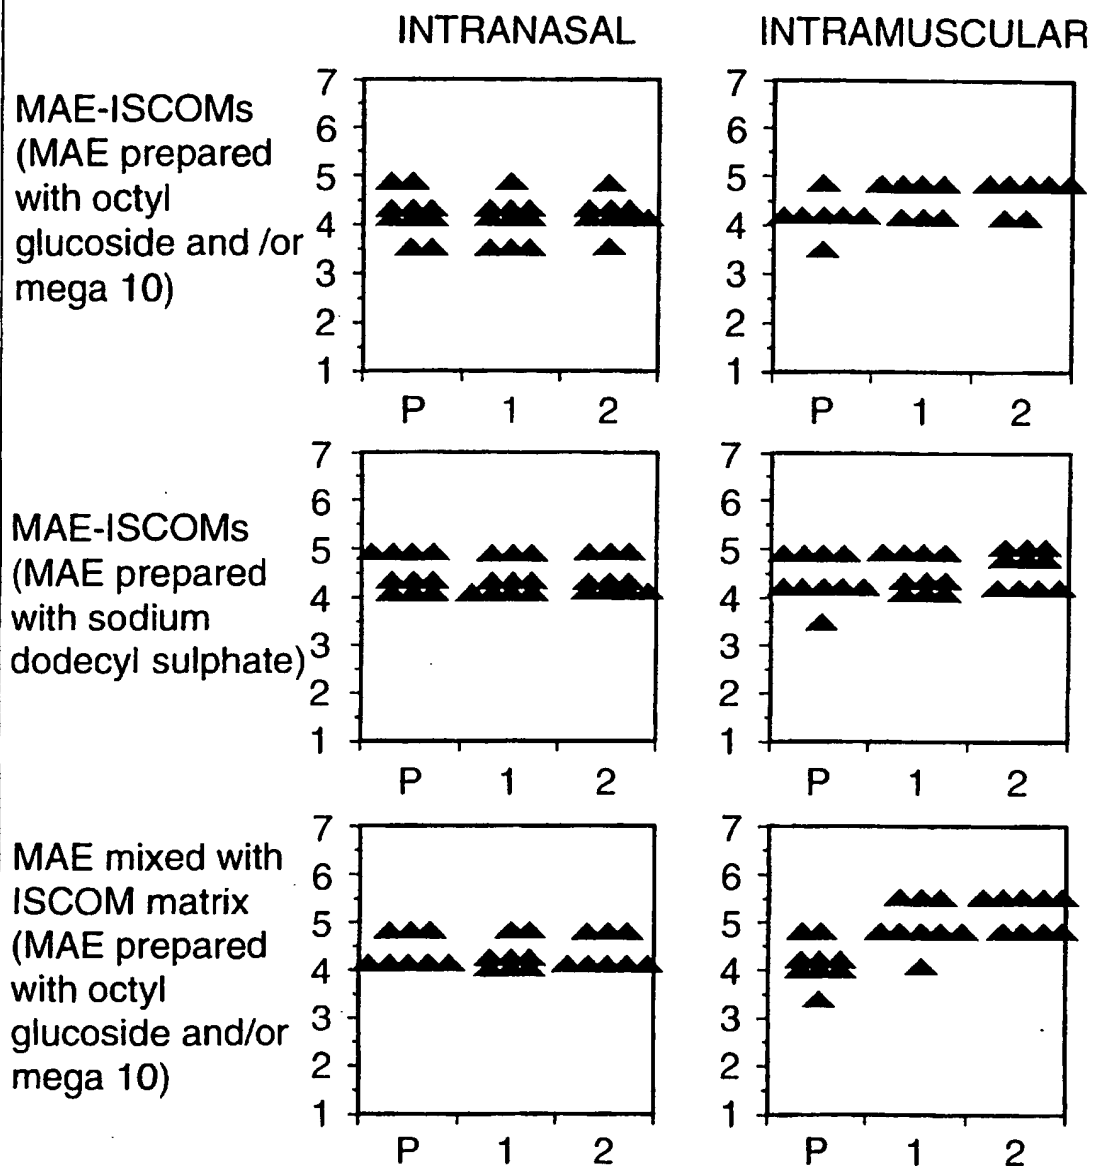 INTRANASAL
INTRAMUSCULAR
MAE-ISCOMs
(MAE prepared
with octyl
glucoside and /or
mega 10)
7
6
5
4
3
2
1
P 1 2
7
6
5
4
3
2
1
P 1 2
MAE-ISCOMs
(MAE prepared
with sodium
dodecyl sulphate)
7
6
5
4
3
2
1
P 1 2
7
6
5
4
3
2
1
P 1 2
MAE mixed with
ISCOM matrix
(MAE prepared
with octyl
glucoside and/or
mega 10)
7
6
5
4
3
2
1
P 1 2
7
6
5
4
3
2
1
P 1 2